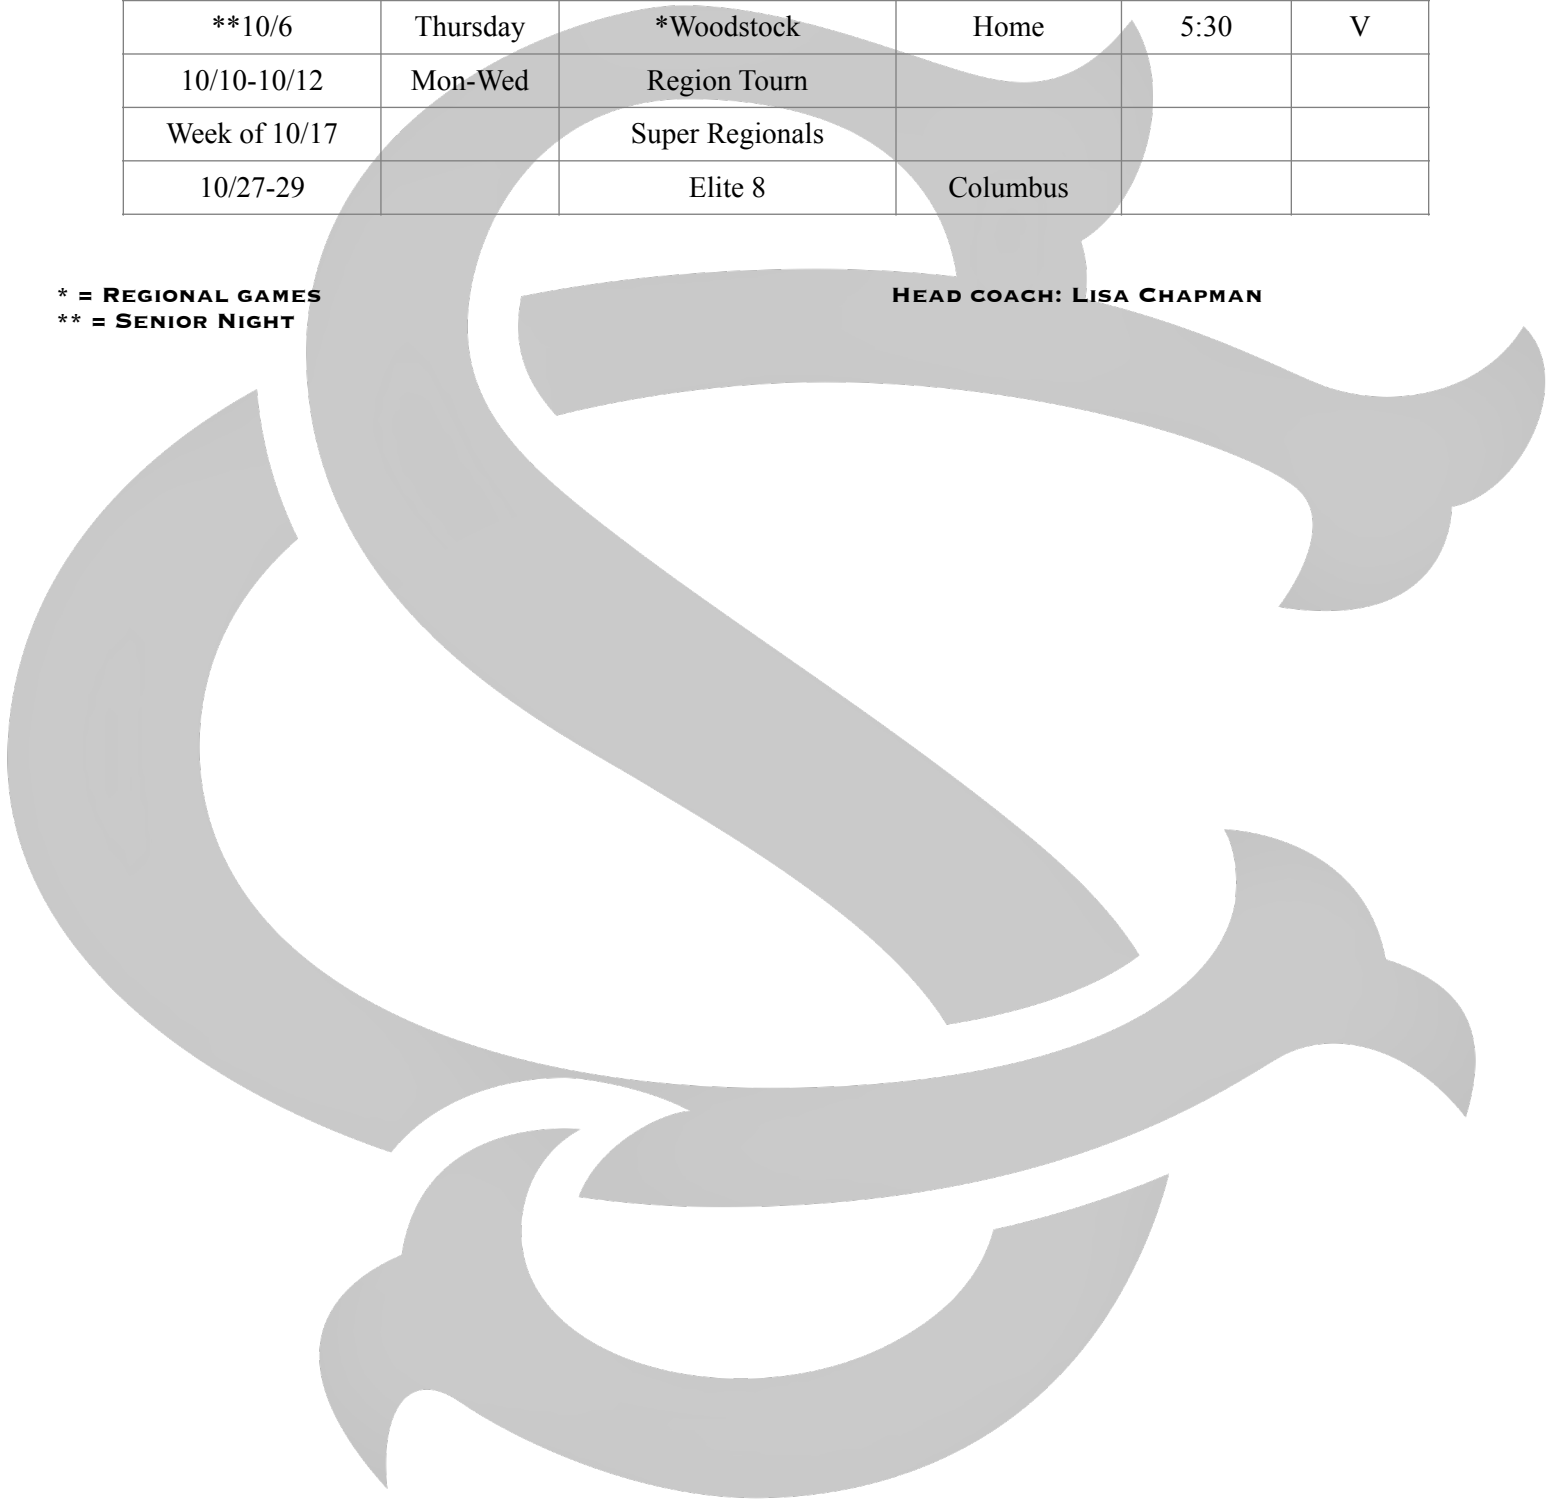 **10/6 Thursday *Woodstock Home 5:30 V
10/10-10/12 Mon-Wed Region Tourn
Week of 10/17 Super Regionals
10/27-29 Elite 8 Columbus
* = Regional games Head coach: Lisa Chapman
** = Senior Night